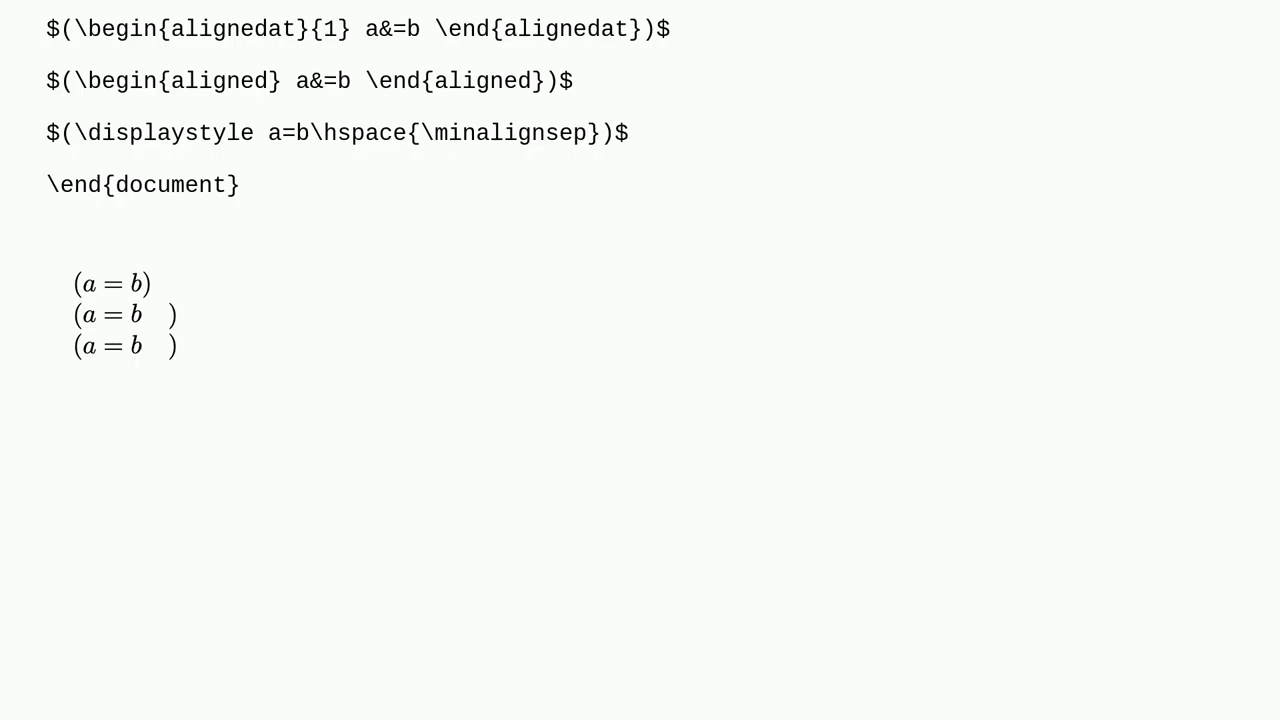 $(\begin{alignedat}{1} a&=b \end{alignedat})$
$(\begin{aligned} a&=b \end{aligned})$
$(\displaystyle a=b\hspace{\minalignsep})$
\end{document}
(a = b)
(a = b )
(a = b )